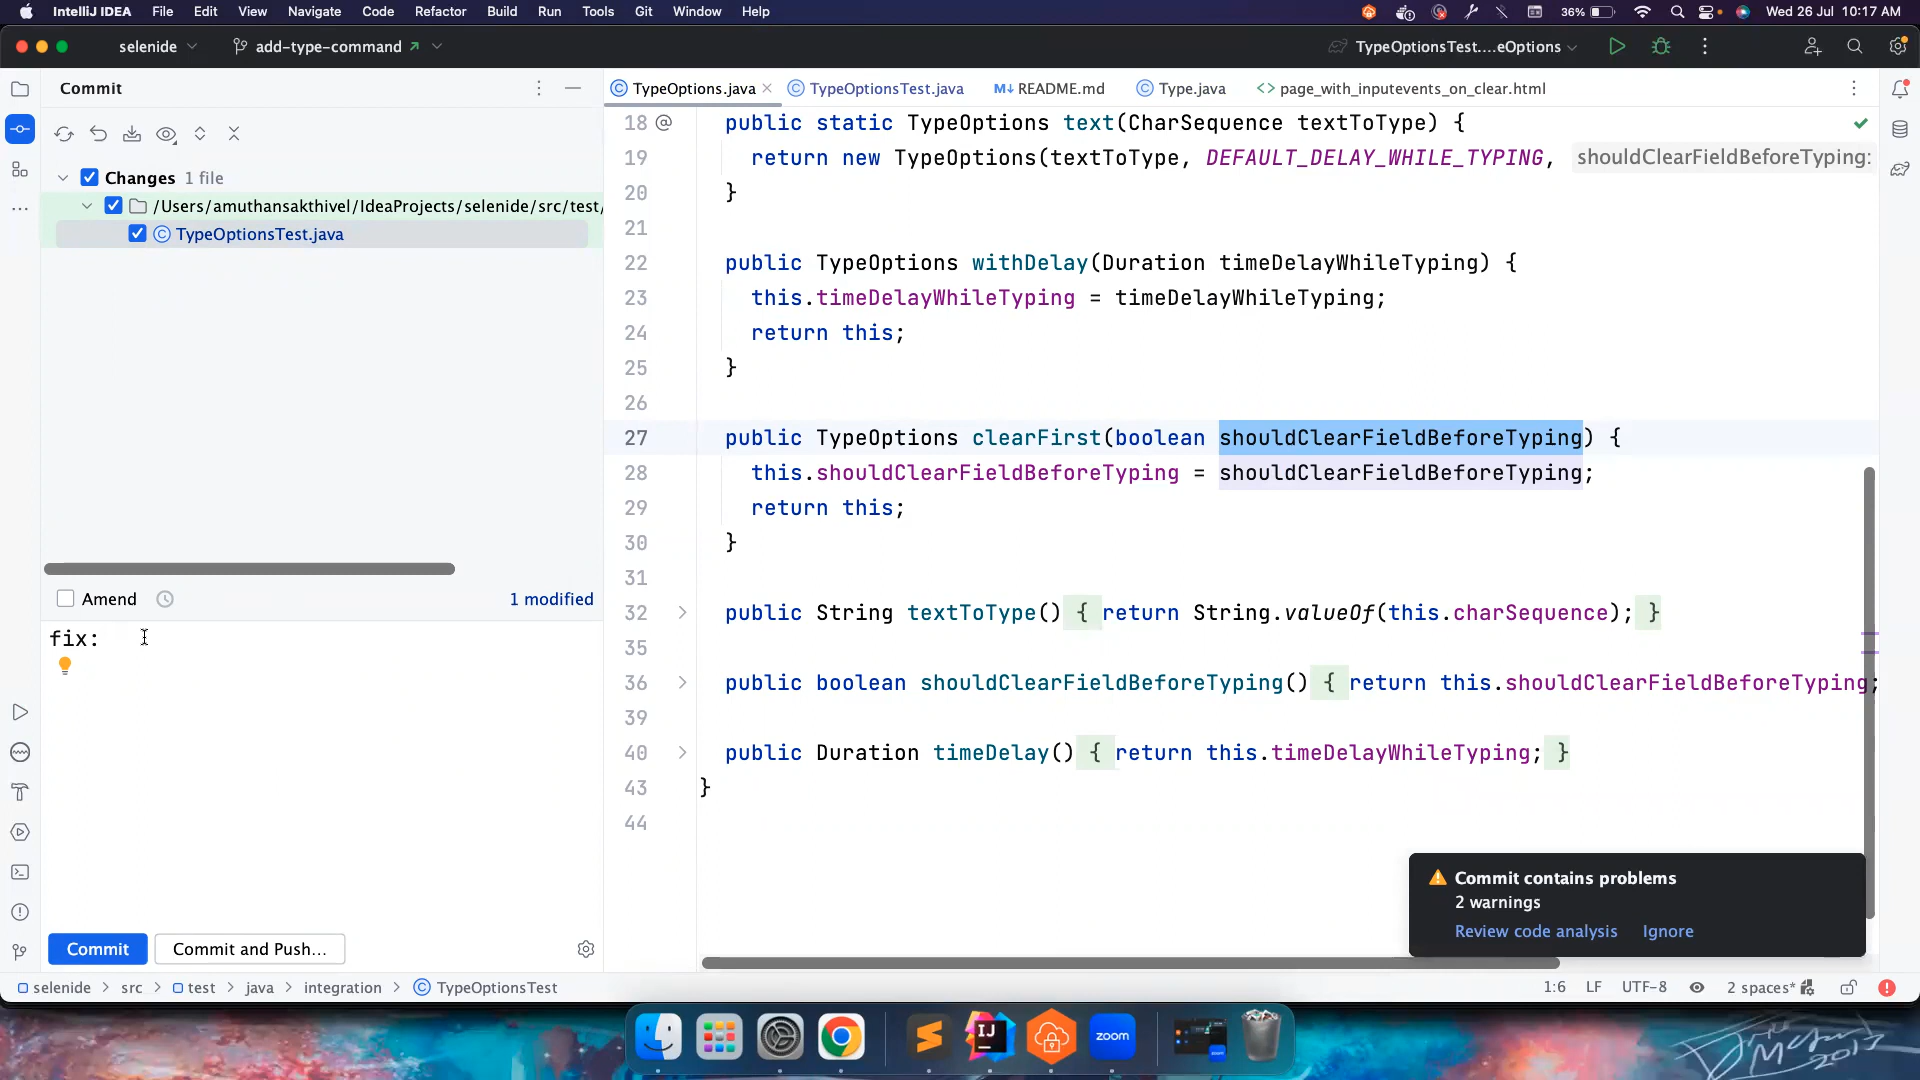 IntelliJ IDEA File Edit View Navigate Code Refactor Build Run Tools Git Window Help 36% Wed 26 Jul 10:17 AM
selenide add-type-command TypeOptionsTest....eOptions
Commit
TypeOptions.java TypeOptionsTest.java M↓ README.md Type.java <> page_with_inputevents_on_clear.html
Changes 1 file
/Users/amuthansakthivel/IdeaProjects/selenide/src/test/
TypeOptionsTest.java
Amend 1 modified
fix:
Commit Commit and Push...
18 @ public static TypeOptions text(CharSequence textToType) {
19 return new TypeOptions(textToType, DEFAULT_DELAY_WHILE_TYPING, shouldClearFieldBeforeTyping:
20 }
21
22 public TypeOptions withDelay(Duration timeDelayWhileTyping) {
23 this.timeDelayWhileTyping = timeDelayWhileTyping;
24 return this;
25 }
26
27 public TypeOptions clearFirst(boolean shouldClearFieldBeforeTyping) {
28 this.shouldClearFieldBeforeTyping = shouldClearFieldBeforeTyping;
29 return this;
30 }
31
32 public String textToType() { return String.valueOf(this.charSequence); }
35
36 public boolean shouldClearFieldBeforeTyping() { return this.shouldClearFieldBeforeTyping;
39
40 public Duration timeDelay() { return this.timeDelayWhileTyping; }
43 }
44
Commit contains problems
2 warnings
Review code analysis Ignore
selenide > src > test > java > integration > TypeOptionsTest 1:6 LF UTF-8 2 spaces*
IJ zoom